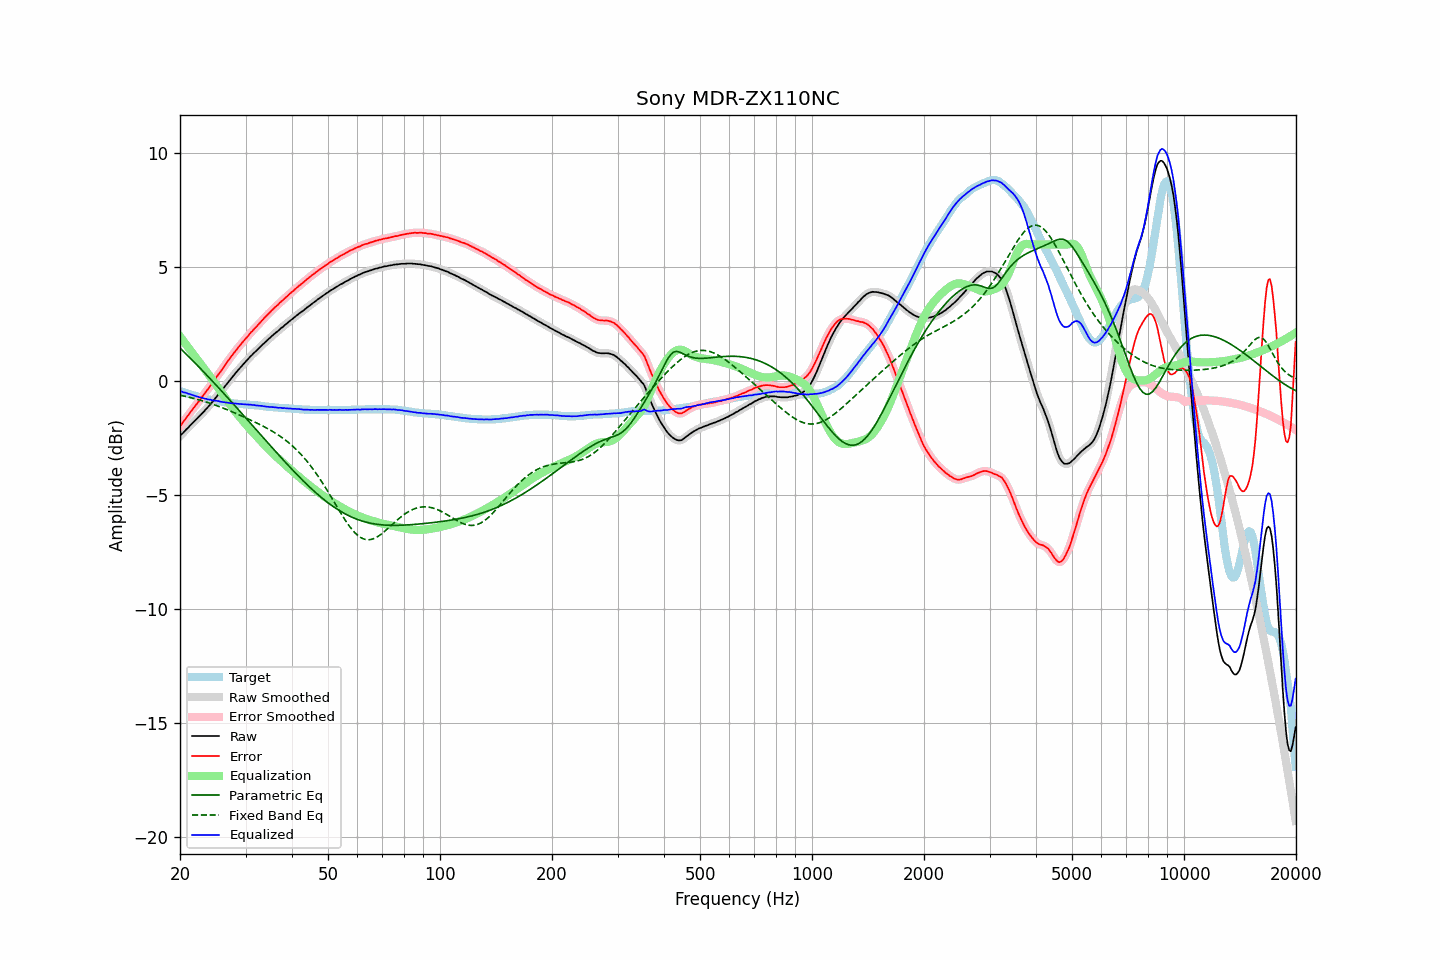 Sony MDR-ZX110NC
Amplitude (dBr)
10
5
0
−5
−10
−15
−20
Target
Raw Smoothed
Error Smoothed
Raw
Error
Equalization
Parametric Eq
Fixed Band Eq
Equalized
20 50 100 200 500 1000 2000 5000 10000 20000
Frequency (Hz)